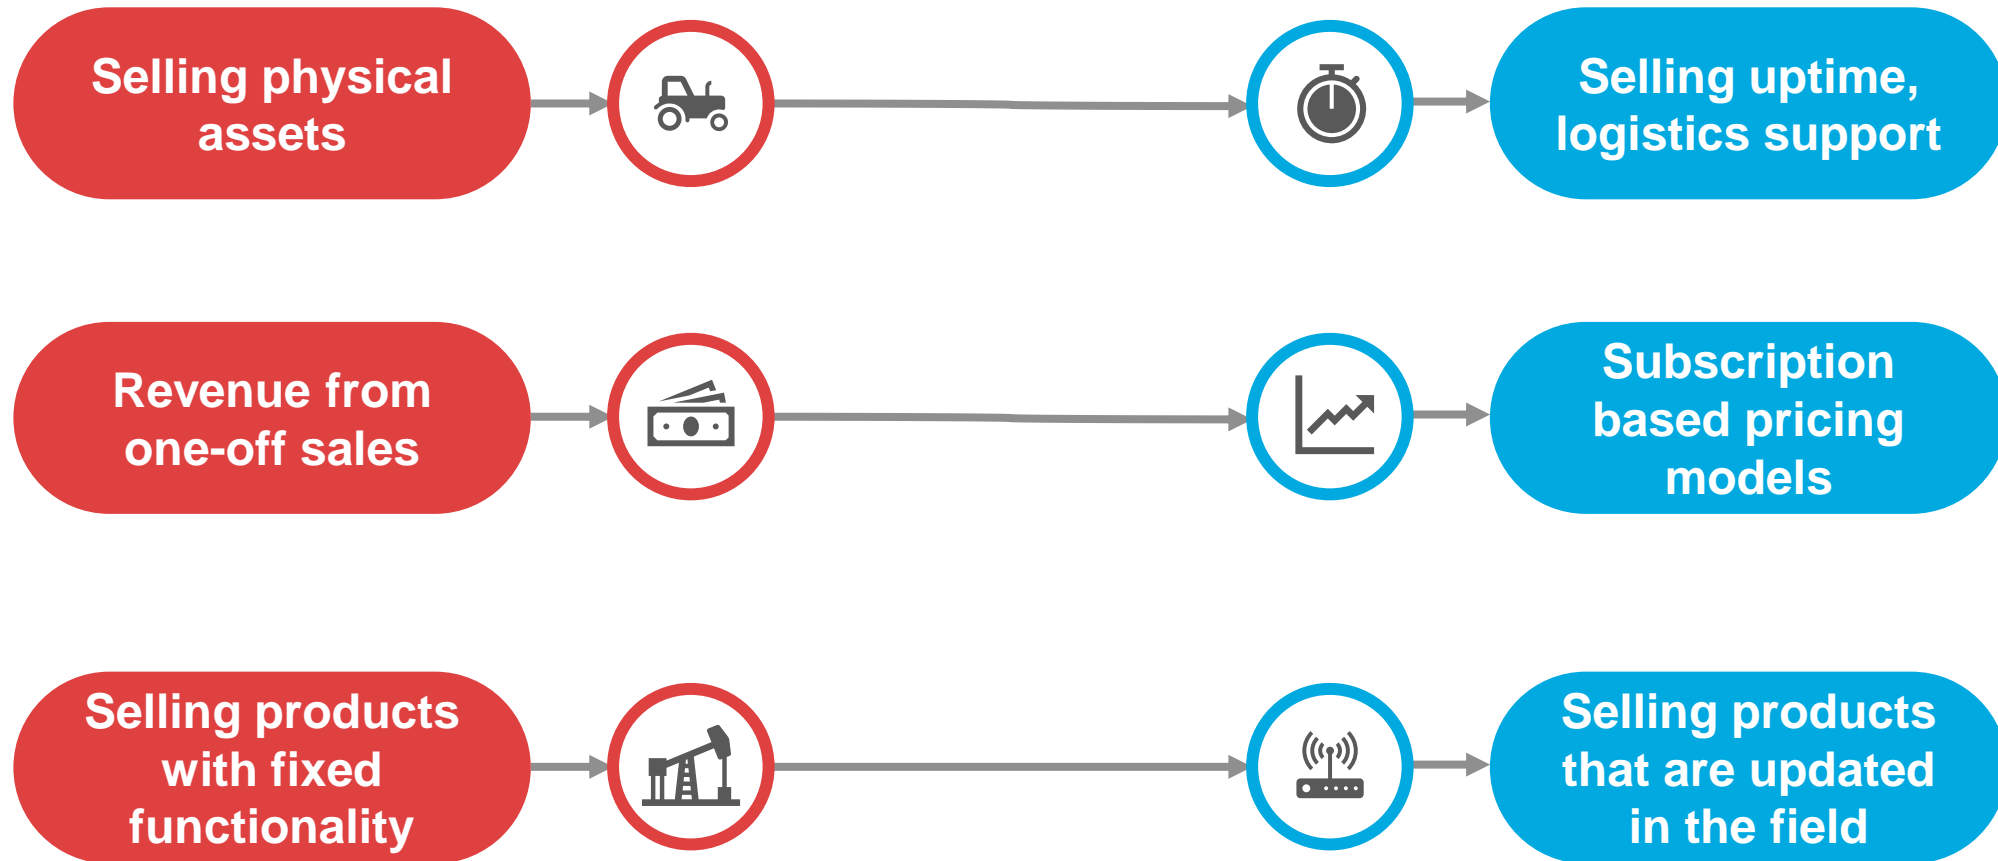 Selling physical
assets
Selling uptime,
logistics support
Revenue from
one-off sales
Subscription
based pricing
models
Selling products
with fixed
functionality
Selling products
that are updated
in the field